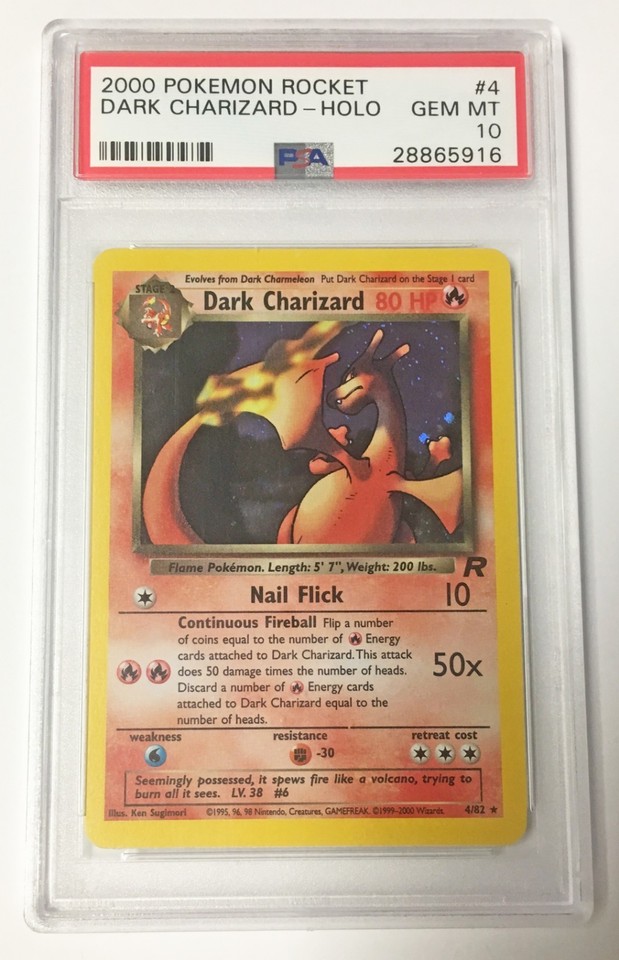 2000 POKEMON ROCKET #4
DARK CHARIZARD - HOLO GEM MT
10
PSA 28865916
Evolves from Dark Charmeleon Put Dark Charizard on the Stage 1 card
STAGE 2
Dark Charizard 80 HP
Flame Pokémon. Length: 5' 7", Weight: 200 lbs.
R
Nail Flick 10
Continuous Fireball Flip a number
of coins equal to the number of Energy
cards attached to Dark Charizard. This attack
does 50 damage times the number of heads.
50x
Discard a number of Energy cards
attached to Dark Charizard equal to the
number of heads.
weakness resistance retreat cost
-30
Seemingly possessed, it spews fire like a volcano, trying to
burn all it sees. LV. 38 #6
Illus. Ken Sugimori ©1995, 96, 98 Nintendo, Creatures, GAMEFREAK. ©1999-2000 Wizards. 4/82 ★